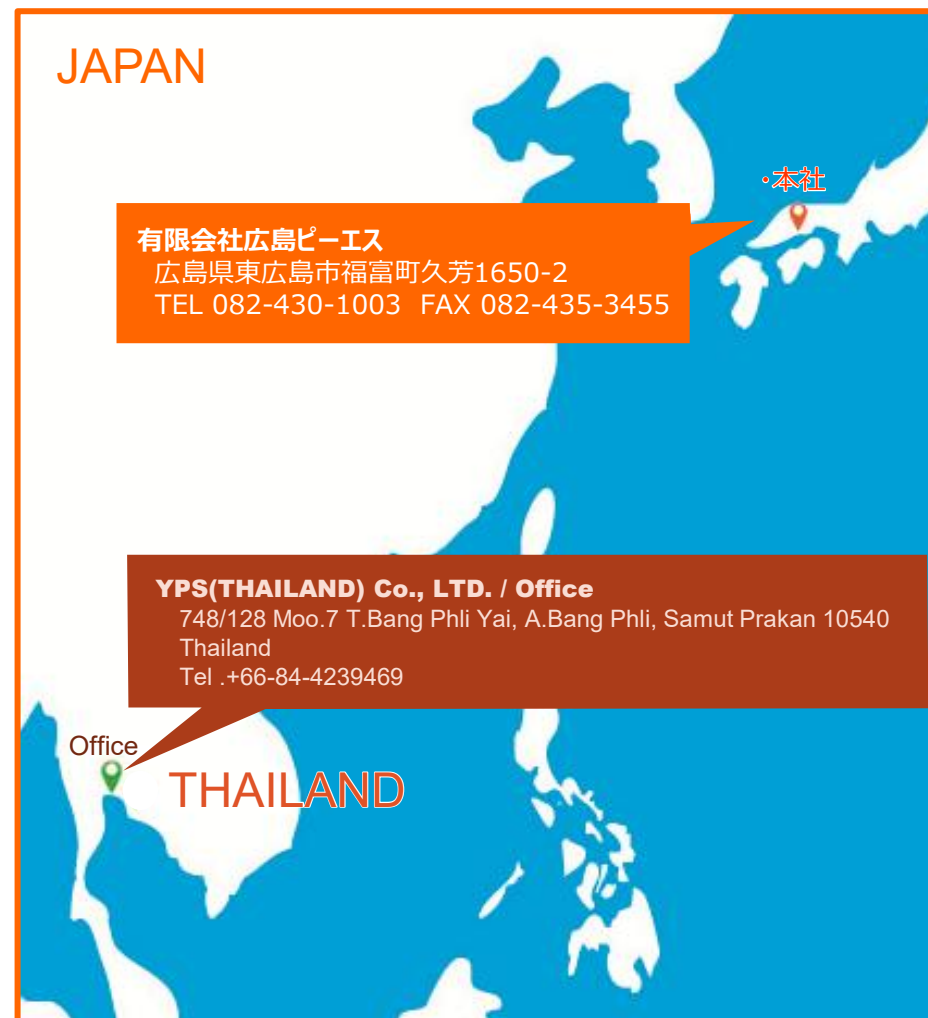 JAPAN
・本社
有限会社広島ピーエス
広島県東広島市福富町久芳1650-2
TEL 082-430-1003 FAX 082-435-3455
YPS(THAILAND) Co., LTD. / Office
748/128 Moo.7 T.Bang Phli Yai, A.Bang Phli, Samut Prakan 10540
Thailand
Tel .+66-84-4239469
Office
THAILAND